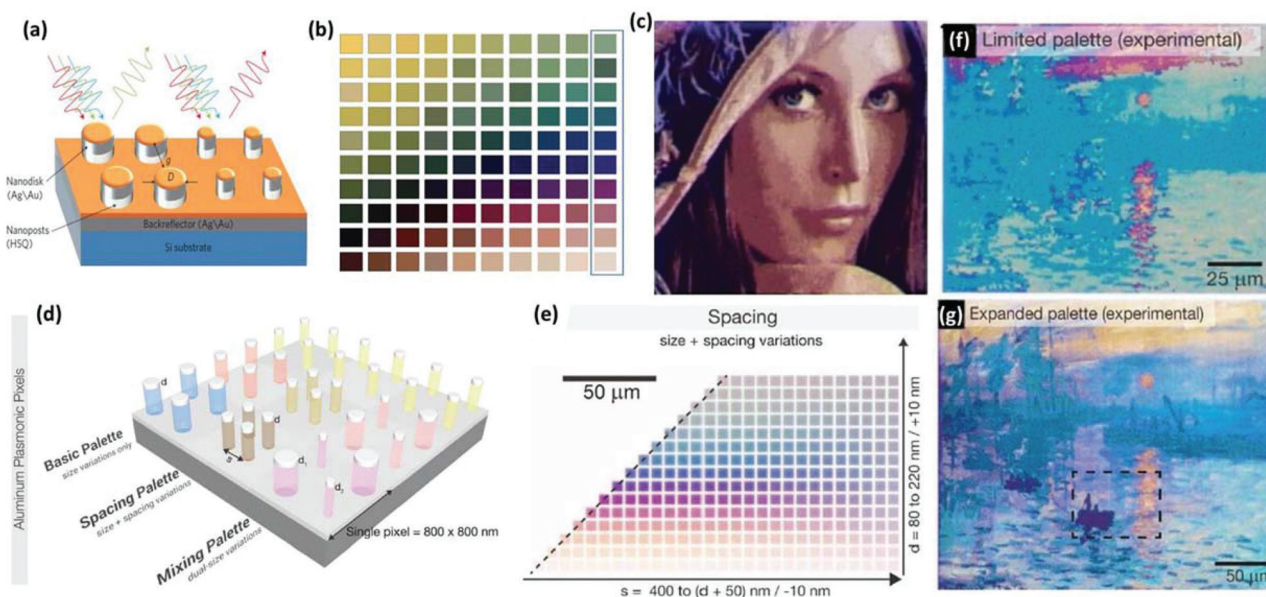 (a)
g
D
Nanodisk
(Ag\Au)
Nanoposts
(HSQ)
Backreflector (Ag\Au)
Si substrate
(b)
(c)
(f) Limited palette (experimental)
25 μm
(d)
Aluminum Plasmonic Pixels
d
d
s
d₁
d₂
Basic Palette
size variations only
Spacing Palette
size + spacing variations
Mixing Palette
dual-size variations
Single pixel = 800 x 800 nm
(e)
Spacing
size + spacing variations
50 μm
d = 80 to 220 nm / +10 nm
s = 400 to (d + 50) nm / -10 nm
(g) Expanded palette (experimental)
50 μm